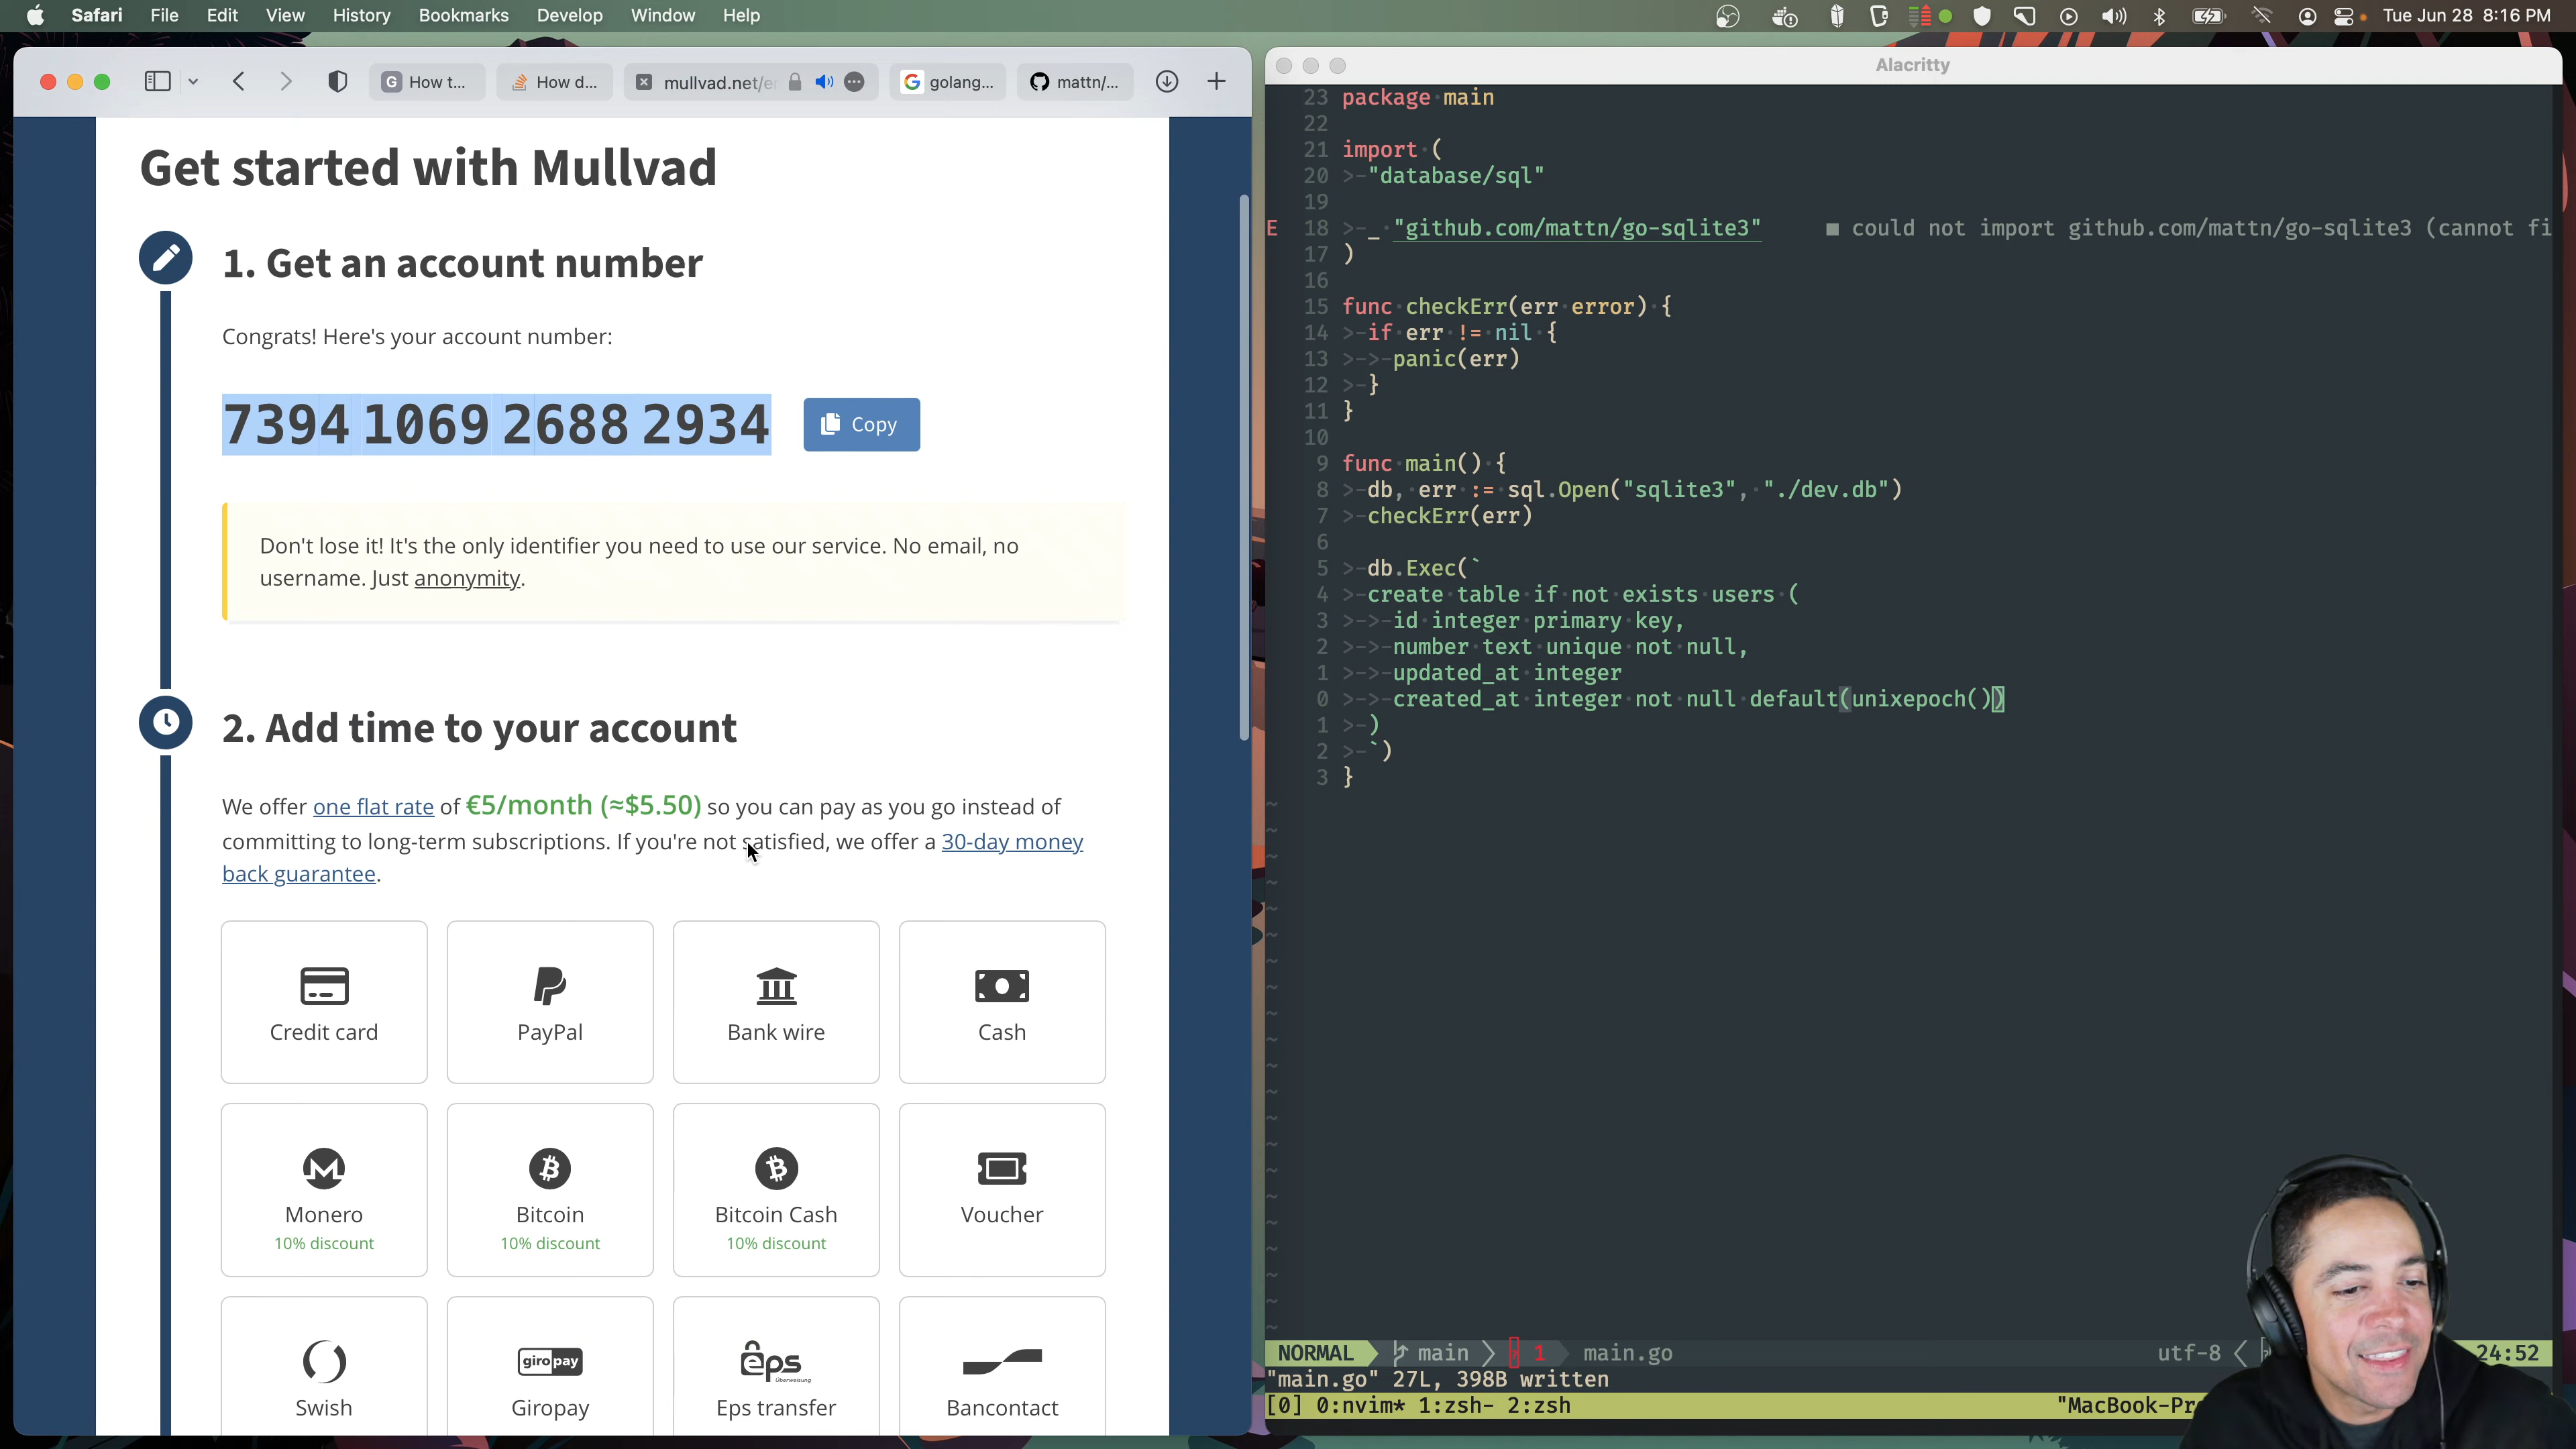 Safari File Edit View History Bookmarks Develop Window Help
Tue Jun 28 8:16 PM
How t... How d... mullvad.net/e golang... mattn/...
Get started with Mullvad
1. Get an account number
Congrats! Here's your account number:
7394 1069 2688 2934
Copy
Don't lose it! It's the only identifier you need to use our service. No email, no
username. Just anonymity.
2. Add time to your account
We offer one flat rate of €5/month (≈$5.50) so you can pay as you go instead of
committing to long-term subscriptions. If you're not satisfied, we offer a 30-day money
back guarantee.
Credit card PayPal Bank wire Cash
Monero Bitcoin Bitcoin Cash Voucher
10% discount 10% discount 10% discount
giropay eps
Überweisung
Swish Giropay Eps transfer Bancontact
Alacritty
23 package main
22
21 import (
20 >-"database/sql"
19
E 18 >-_ "github.com/mattn/go-sqlite3" ■ could not import github.com/mattn/go-sqlite3 (cannot fi
17 )
16
15 func checkErr(err error) {
14 >-if err != nil {
13 >->-panic(err)
12 >-}
11 }
10
9 func main() {
8 >-db, err := sql.Open("sqlite3", "./dev.db")
7 >-checkErr(err)
6
5 >-db.Exec(`
4 >-create table if not exists users (
3 >->-id integer primary key,
2 >->-number text unique not null,
1 >->-updated_at integer
0 >->-created_at integer not null default(unixepoch())
1 >-)
2 >-`)
3 }
NORMAL main 1 main.go utf-8 24:52
"main.go" 27L, 398B written
[0] 0:nvim* 1:zsh- 2:zsh "MacBook-Pr